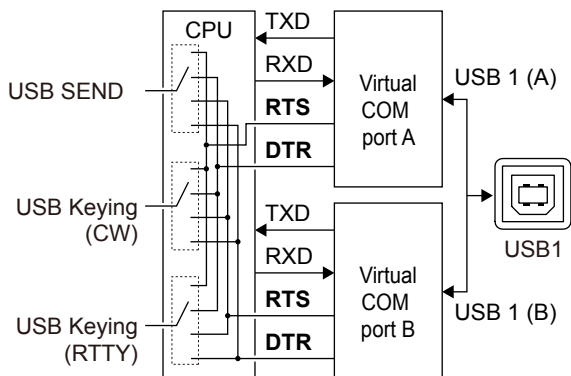 CPU
TXD
RXD
RTS
DTR
Virtual
COM
port A
USB 1 (A)
USB SEND
USB Keying
(CW)
USB Keying
(RTTY)
TXD
RXD
RTS
DTR
Virtual
COM
port B
USB 1 (B)
USB1